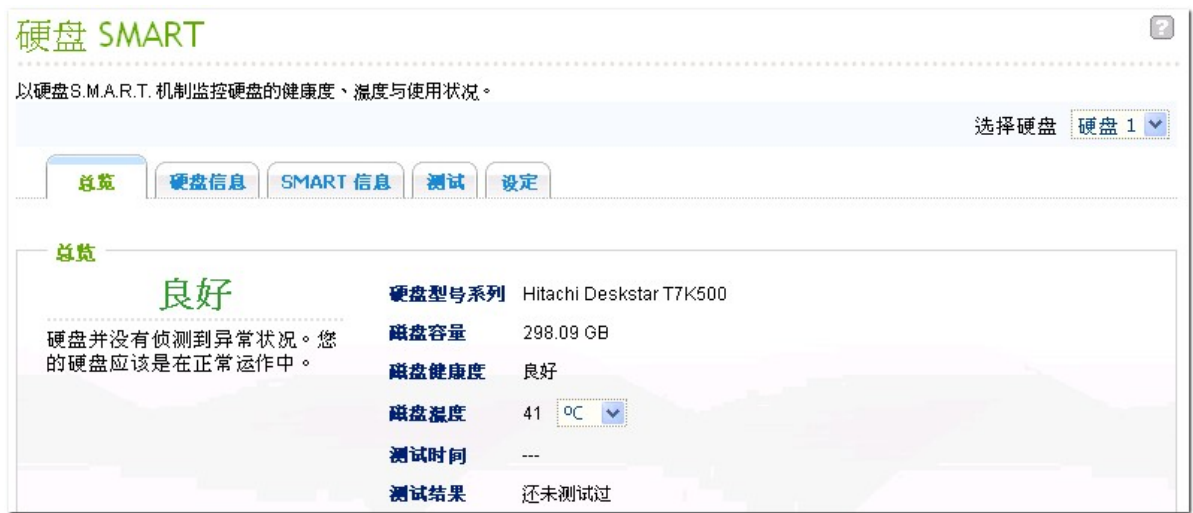 硬盘 SMART
?
以硬盘S.M.A.R.T. 机制监控硬盘的健康度、温度与使用状况。
选择硬盘 硬盘 1
总览 硬盘信息 SMART 信息 测试 设定
总览
良好
硬盘并没有侦测到异常状况。您
的硬盘应该是在正常运作中。
硬盘型号系列 Hitachi Deskstar T7K500
磁盘容量 298.09 GB
磁盘健康度 良好
磁盘温度 41 ºC
测试时间 ---
测试结果 还未测试过